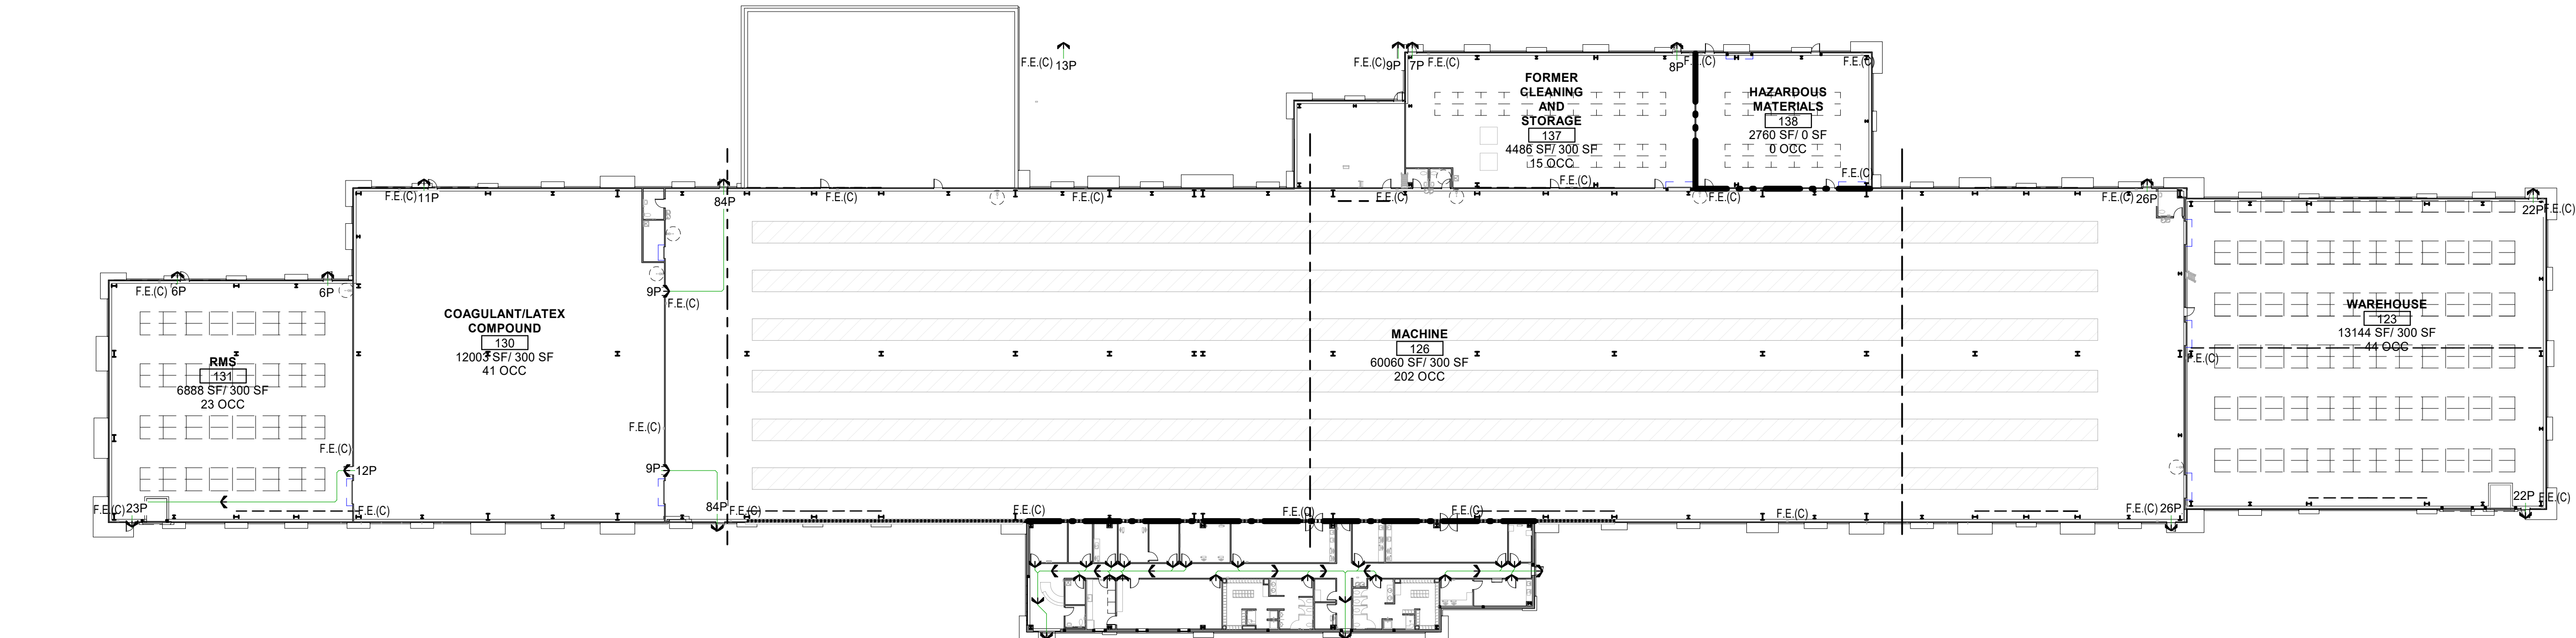 F.E.(C)
13P
F.E.(C)
9P
7P
F.E.(C)
8P
F.E.(C)
F.E.(C)
FORMER
CLEANING
AND
STORAGE
137
4486 SF/ 300 SF
15 OCC
F.E.(C)
HAZARDOUS
MATERIALS
138
2760 SF/ 0 SF
0 OCC
F.E.(C)
F.E.(C)
11P
84P
F.E.(C)
F.E.(C)
F.E.(C)
F.E.(C)
F.E.(C)
26P
22P
F.E.(C)
F.E.(C)
6P
6P
9P
F.E.(C)
COAGULANT/LATEX
COMPOUND
130
12003 SF/ 300 SF
41 OCC
MACHINE
126
60060 SF/ 300 SF
202 OCC
WAREHOUSE
123
13144 SF/ 300 SF
44 OCC
F.E.(C)
RMS
131
6888 SF/ 300 SF
23 OCC
F.E.(C)
F.E.(C)
12P
9P
F.E.(C)
23P
F.E.(C)
84P
F.E.(C)
F.E.(C)
F.E.(C)
F.E.(C)
F.E.(C)
F.E.(C)
26P
22P
F.E.(C)